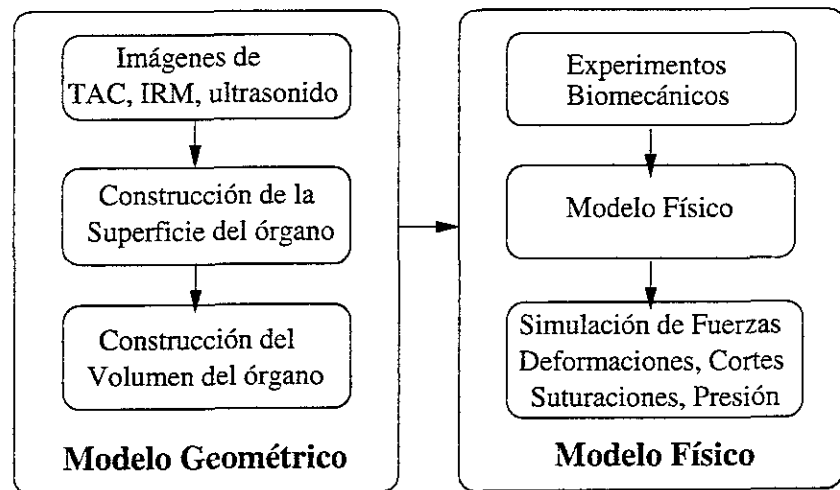 Imágenes de
TAC, IRM, ultrasonido
Construcción de la
Superficie del órgano
Construcción del
Volumen del órgano
Modelo Geométrico
Experimentos
Biomecánicos
Modelo Físico
Simulación de Fuerzas
Deformaciones, Cortes
Suturaciones, Presión
Modelo Físico